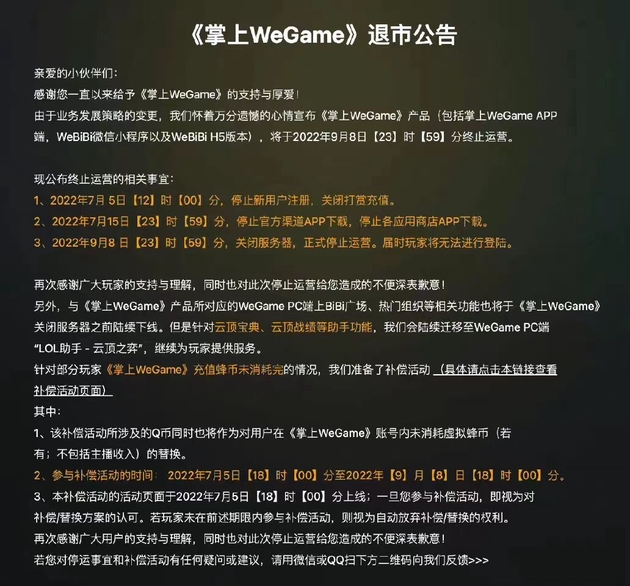 《掌上WeGame》退市公告
亲爱的小伙伴们：
感谢您一直以来给予《掌上WeGame》的支持与厚爱！
由于业务发展策略的变更，我们怀着万分遗憾的心情宣布《掌上WeGame》产品（包括掌上WeGame APP
端，WeBiBi微信小程序以及WeBiBi H5版本），将于2022年9月8日【23】时【59】分终止运营。
现公布终止运营的相关事宜：
1、2022年7月 5日【12】时【00】分，停止新用户注册，关闭打赏充值。
2、2022年7月15日【23】时【59】分，停止官方渠道APP下载，停止各应用商店APP下载。
3、2022年9月8 日【23】时【59】分，关闭服务器，正式停止运营。届时玩家将无法进行登陆。
再次感谢广大玩家的支持与理解，同时也对此次停止运营给您造成的不便深表歉意！
另外，与《掌上WeGame》产品所对应的WeGame PC端上BiBi广场、热门组织等相关功能也将于《掌上WeGame》
关闭服务器之前陆续下线。但是针对云顶宝典、云顶战绩等助手功能，我们会陆续迁移至WeGame PC端
“LOL助手 - 云顶之弈”，继续为玩家提供服务。
针对部分玩家《掌上WeGame》充值蜂币未消耗完的情况，我们准备了补偿活动 （具体请点击本链接查看
补偿活动页面）
其中：
1、该补偿活动所涉及的Q币同时也将作为对用户在《掌上WeGame》账号内未消耗虚拟蜂币（若
有；不包括主播收入）的替换。
2、参与补偿活动的时间： 2022年7月5日【18】时【00】分至2022年【9】月【8】日【18】时【00】分。
3、本补偿活动的活动页面于2022年7月5日【18】时【00】分上线；一旦您参与补偿活动，即视为对
补偿/替换方案的认可。若玩家未在前述期限内参与补偿活动，则视为自动放弃补偿/替换的权利。
再次感谢大用户的支持与理解，同时也对此次停止运营给您造成的不便深表歉意！
若您对停运事宜和补偿活动有任何疑问或建议，请用微信或QQ扫下方二维码向我们反馈>>>